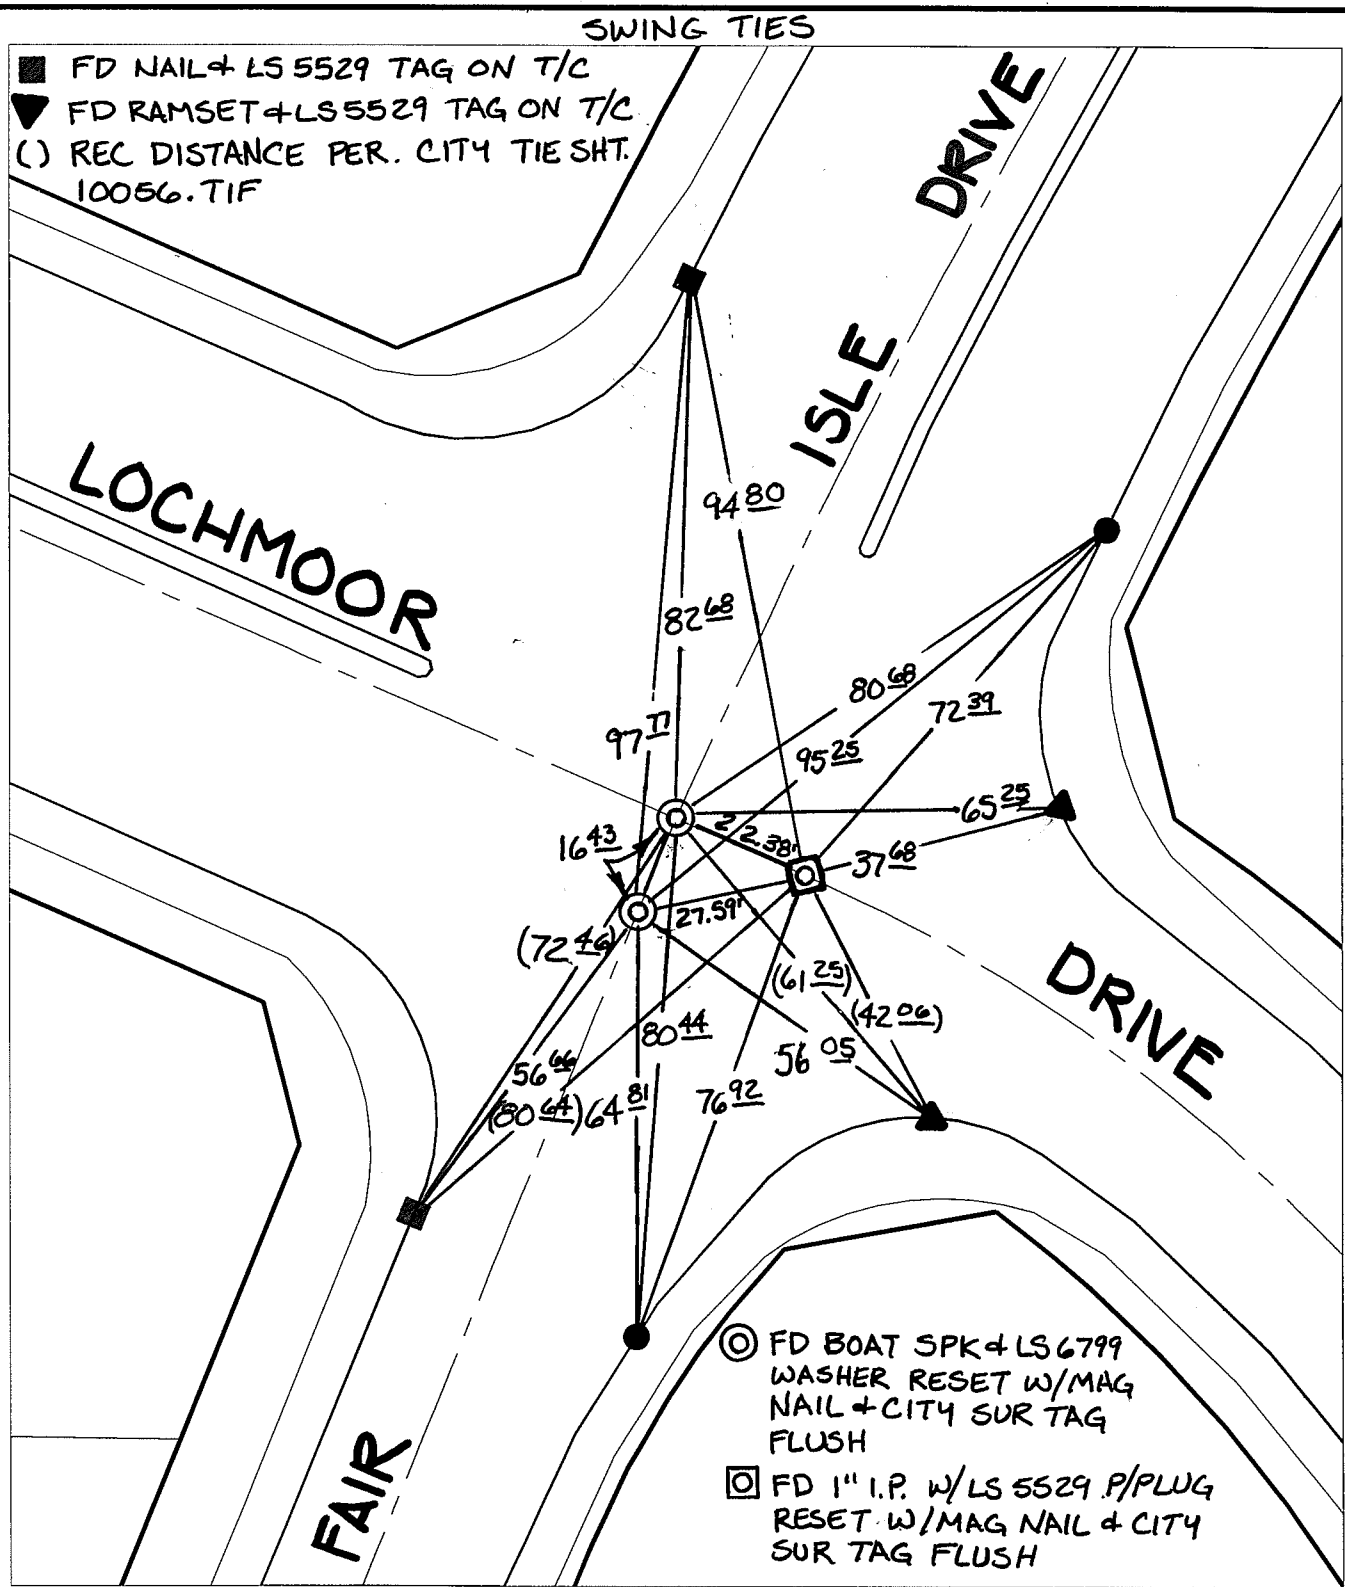 SWING TIES
FD NAIL & LS 5529 TAG ON T/C
FD RAMSET & LS 5529 TAG ON T/C
() REC DISTANCE PER. CITY TIE SHT.
10056.TIF
ISLE DRIVE
LOCHMOOR
94 80
82 68
80 68
72 39
97 77
95 25
65 25
16 43
22.38'
37 68
27.59'
(72 46)
(61 25)
(42 06)
DRIVE
80 44
56 05
56 66
(80 64)
64 81
76 92
FAIR
FD BOAT SPK & LS 6799
WASHER RESET W/MAG
NAIL & CITY SUR TAG
FLUSH
FD 1" I.P. W/LS 5529 P/PLUG
RESET W/MAG NAIL & CITY
SUR TAG FLUSH